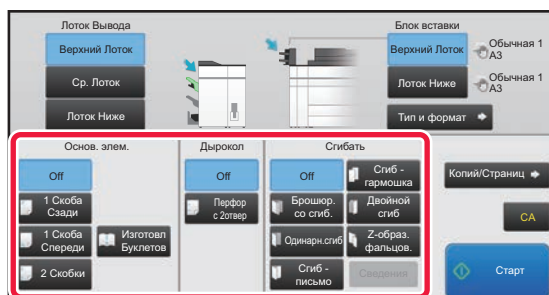 Лоток Вывода
Блок вставки
Верхний Лоток
Ср. Лоток
Лоток Ниже
Верхний Лоток
Обычная 1
A3
Лоток Ниже
Обычная 1
A3
Тип и формат
Основ. элем.
Дырокол
Сгибать
Off
1 Скоба
Сзади
1 Скоба
Спереди
Изготовл
Буклетов
2 Скобки
Off
Перфор
с 2отвер
Off
Сгиб -
гармошка
Брошюр.
со сгиб.
Двойной
сгиб
Одинарн.сгиб
Z-образ.
фальцов.
Сгиб -
письмо
Сведения
Копий/Страниц
CA
Старт